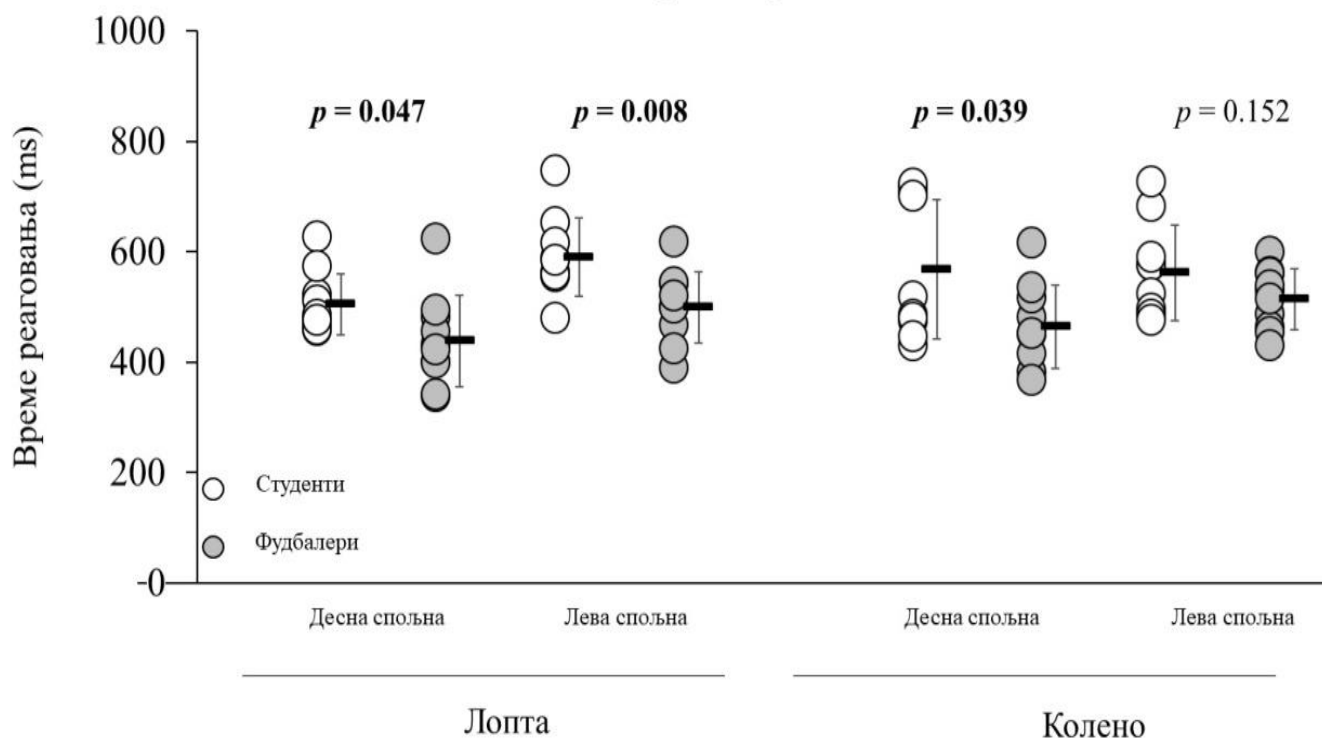 1000
p = 0.047 p = 0.008 p = 0.039 p = 0.152
800
600
400
200
-0
Време реаговања (ms)
Студенти
Фудбалери
Десна спољна Лева спољна Десна спољна Лева спољна
Лопта Колено